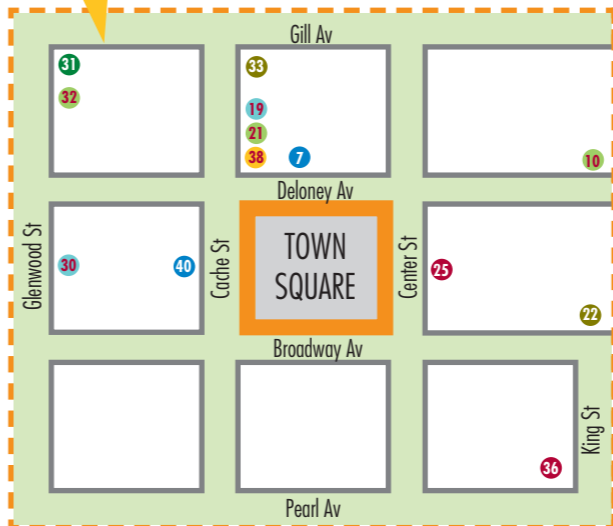 Gill Av
31
33
32
19
21
38
7
10
Deloney Av
Glenwood St
30
40
Cache St
TOWN
SQUARE
Center St
25
22
Broadway Av
King St
36
Pearl Av